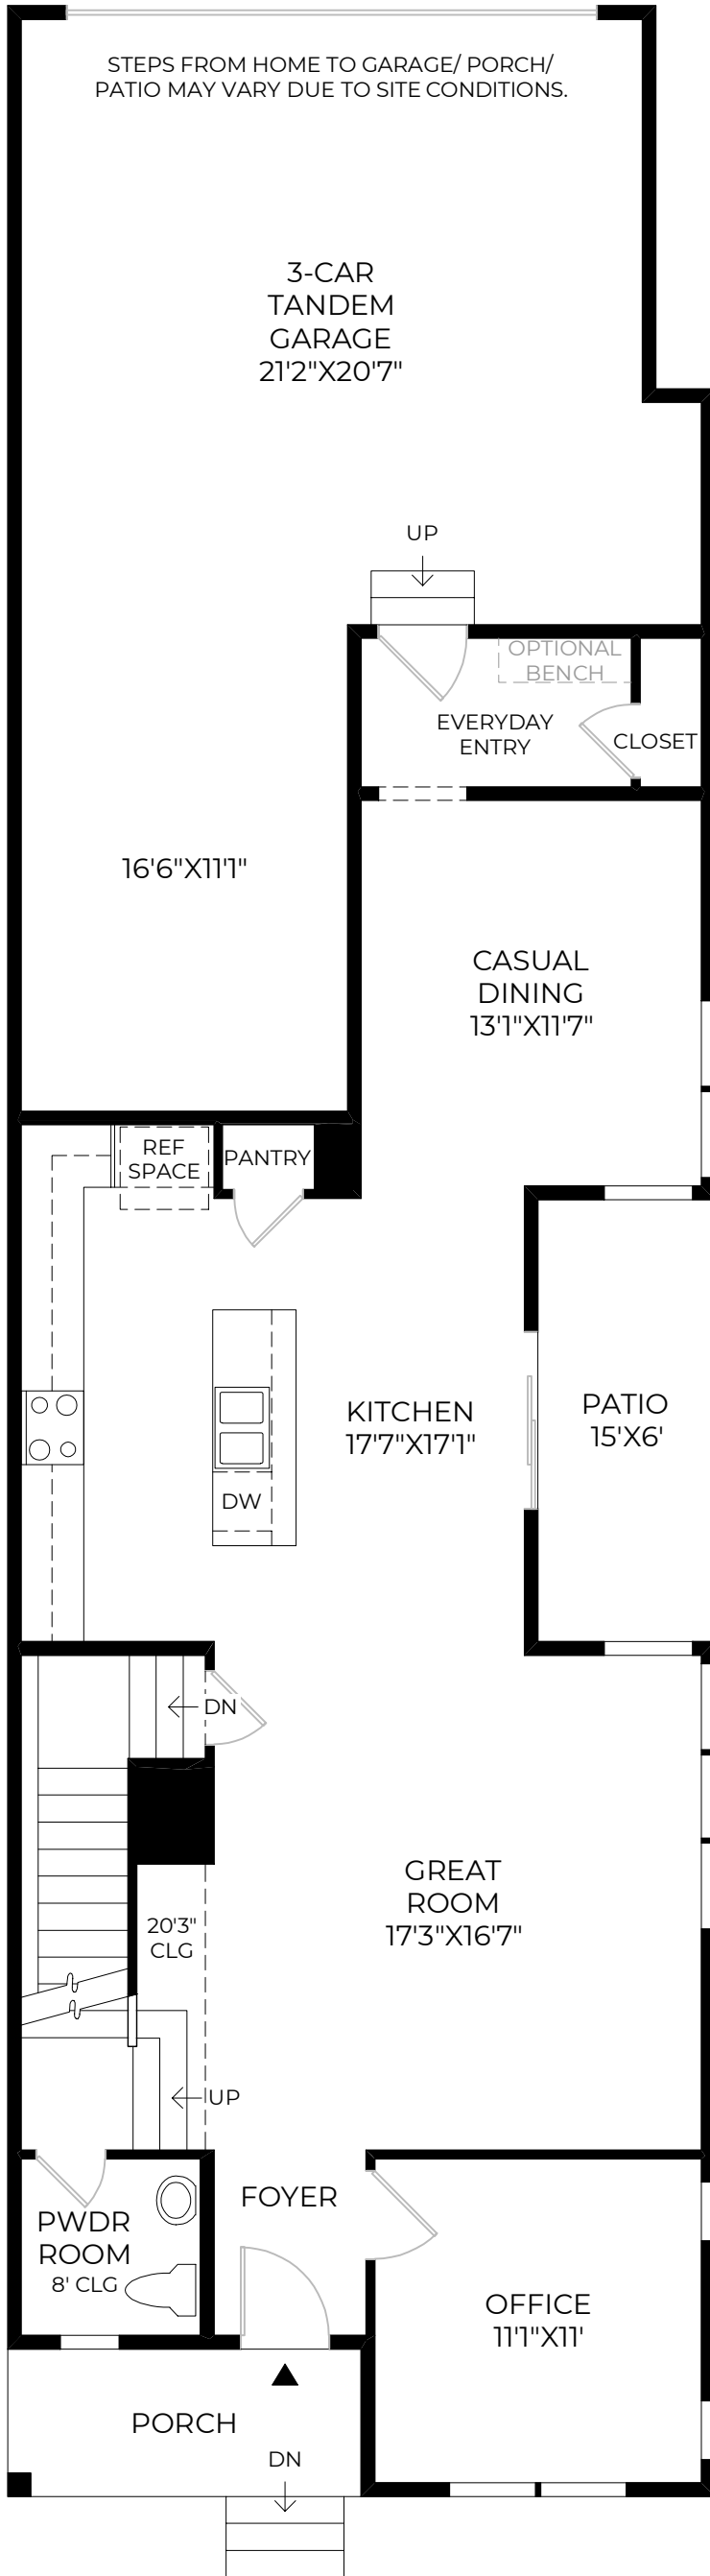 STEPS FROM HOME TO GARAGE/ PORCH/
PATIO MAY VARY DUE TO SITE CONDITIONS.
3-CAR
TANDEM
GARAGE
21'2"X20'7"
UP
OPTIONAL
BENCH
EVERYDAY
ENTRY
CLOSET
16'6"X11'1"
CASUAL
DINING
13'1"X11'7"
REF
SPACE
PANTRY
KITCHEN
17'7"X17'1"
PATIO
15'X6'
DW
DN
GREAT
ROOM
17'3"X16'7"
20'3"
CLG
UP
FOYER
PWDR
ROOM
8' CLG
OFFICE
11'1"X11'
PORCH
DN